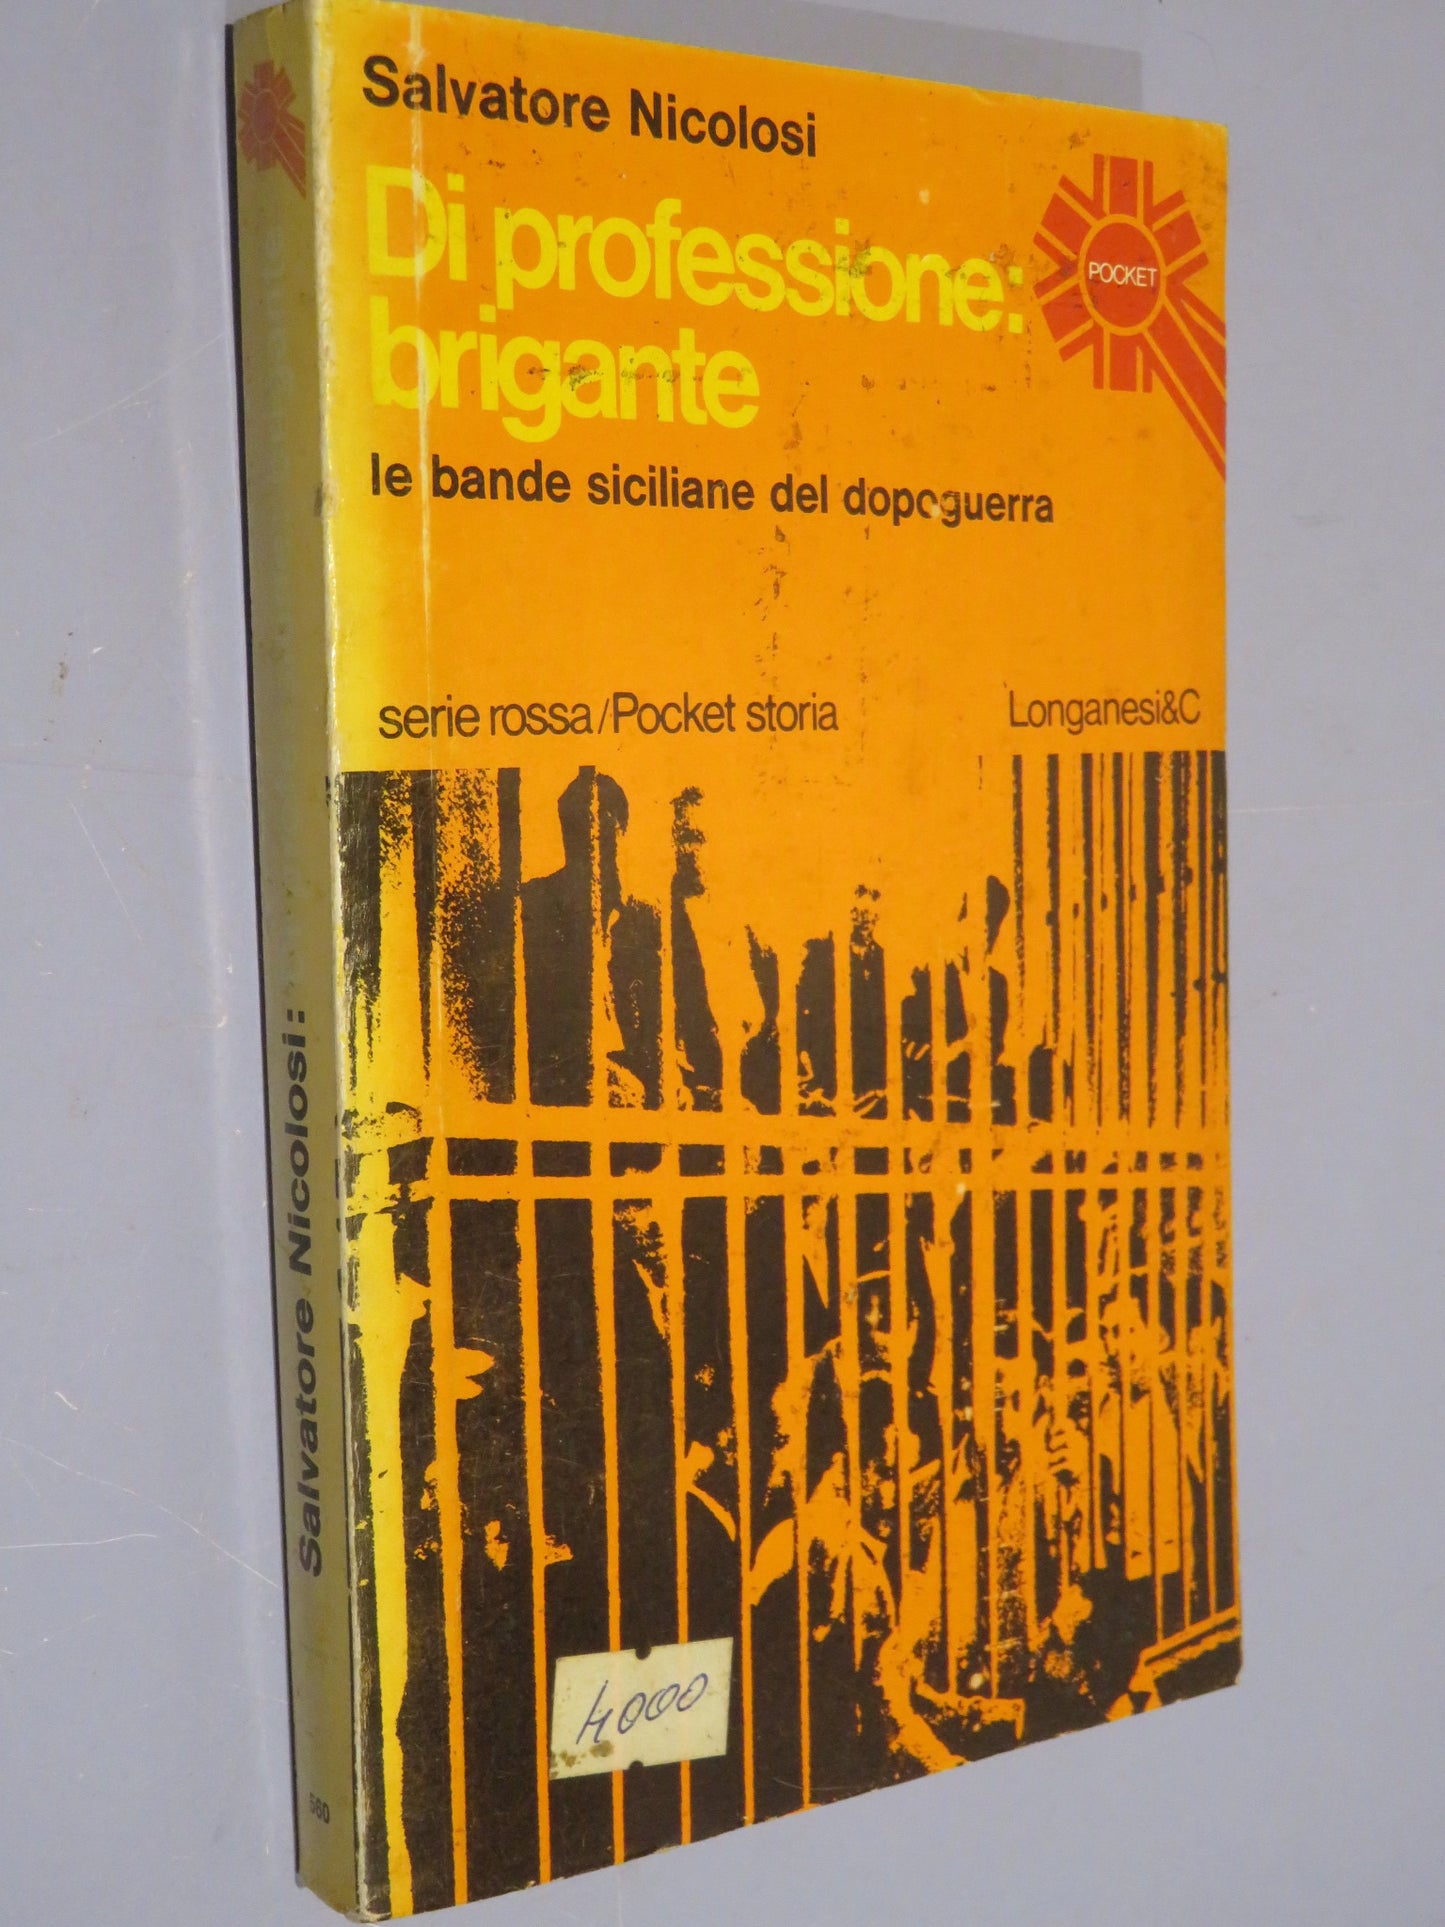 Salvatore Nicolosi
Di professione:
brigante
le bande siciliane del dopoguerra
POCKET
serie rossa/Pocket storia
Longanesi&C
4000
Salvatore Nicolosi:
560